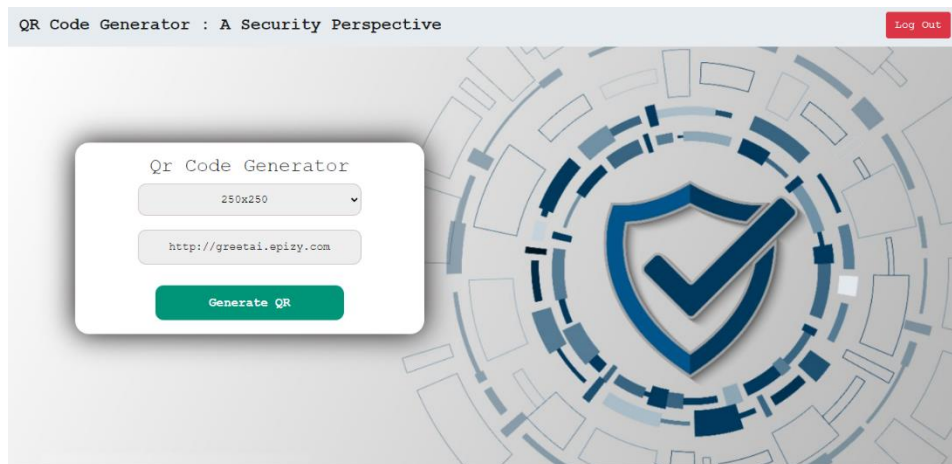 QR Code Generator : A Security Perspective
Log Out
Qr Code Generator
250x250
http://greetai.epizy.com
Generate QR